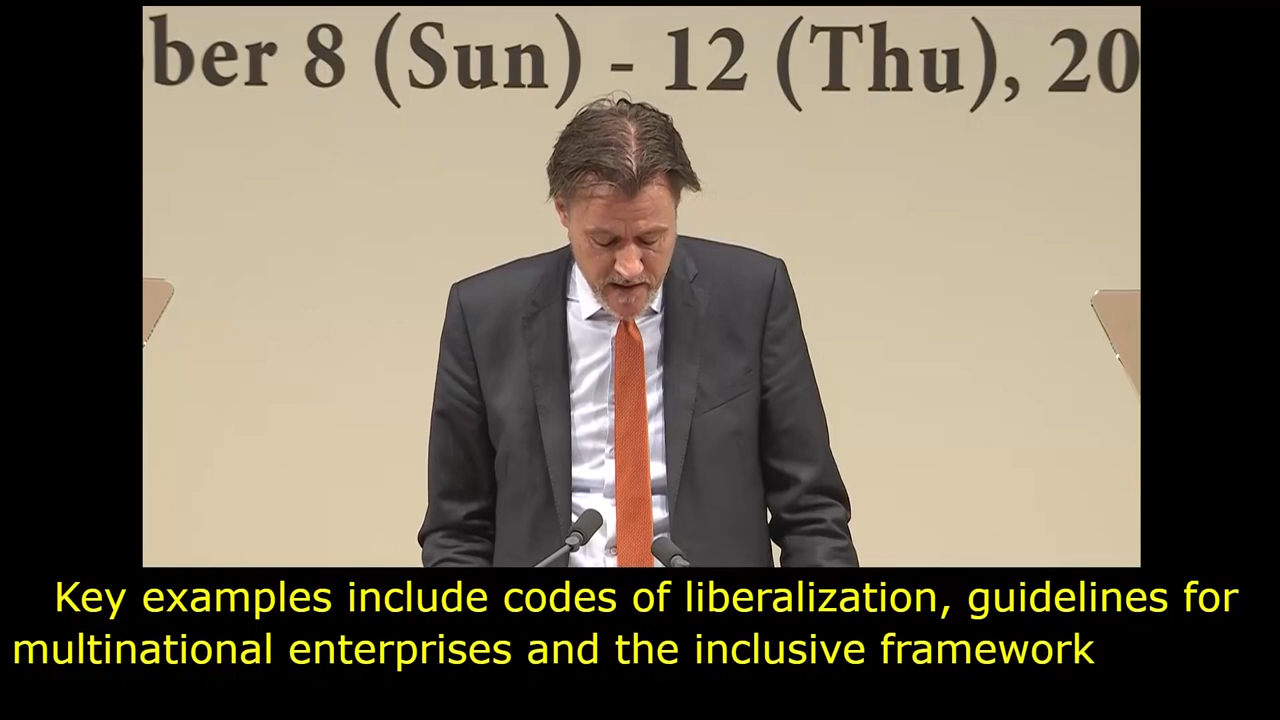 ber 8 (Sun) - 12 (Thu), 20
Key examples include codes of liberalization, guidelines for
multinational enterprises and the inclusive framework